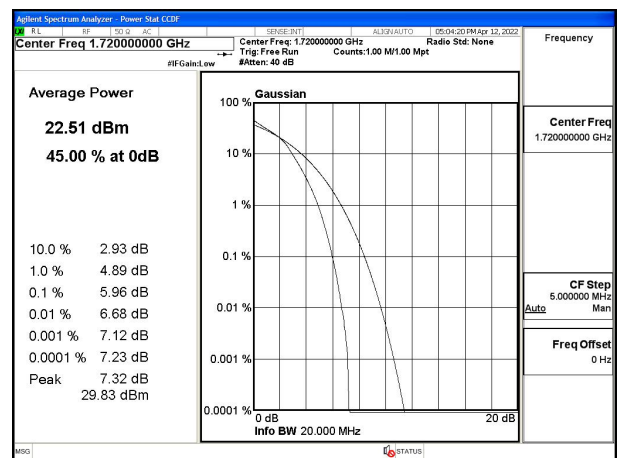 Agilent Spectrum Analyzer - Power Stat CCDF
RL RF 50 Ω AC SENSE:INT ALIGN AUTO 05:04:20 PM Apr 12, 2022
Center Freq 1.720000000 GHz
Center Freq: 1.720000000 GHz Radio Std: None
Trig: Free Run Counts:1.00 M/1.00 Mpt
#IFGain:Low #Atten: 40 dB
Frequency
Average Power
22.51 dBm
45.00 % at 0dB
10.0 % 2.93 dB
1.0 % 4.89 dB
0.1 % 5.96 dB
0.01 % 6.68 dB
0.001 % 7.12 dB
0.0001 % 7.23 dB
Peak 7.32 dB
29.83 dBm
Gaussian
100 %
10 %
1 %
0.1 %
0.01 %
0.001 %
0.0001 %
0 dB 20 dB
Info BW 20.000 MHz
Center Freq
1.720000000 GHz
CF Step
5.000000 MHz
Auto Man
Freq Offset
0 Hz
MSG STATUS